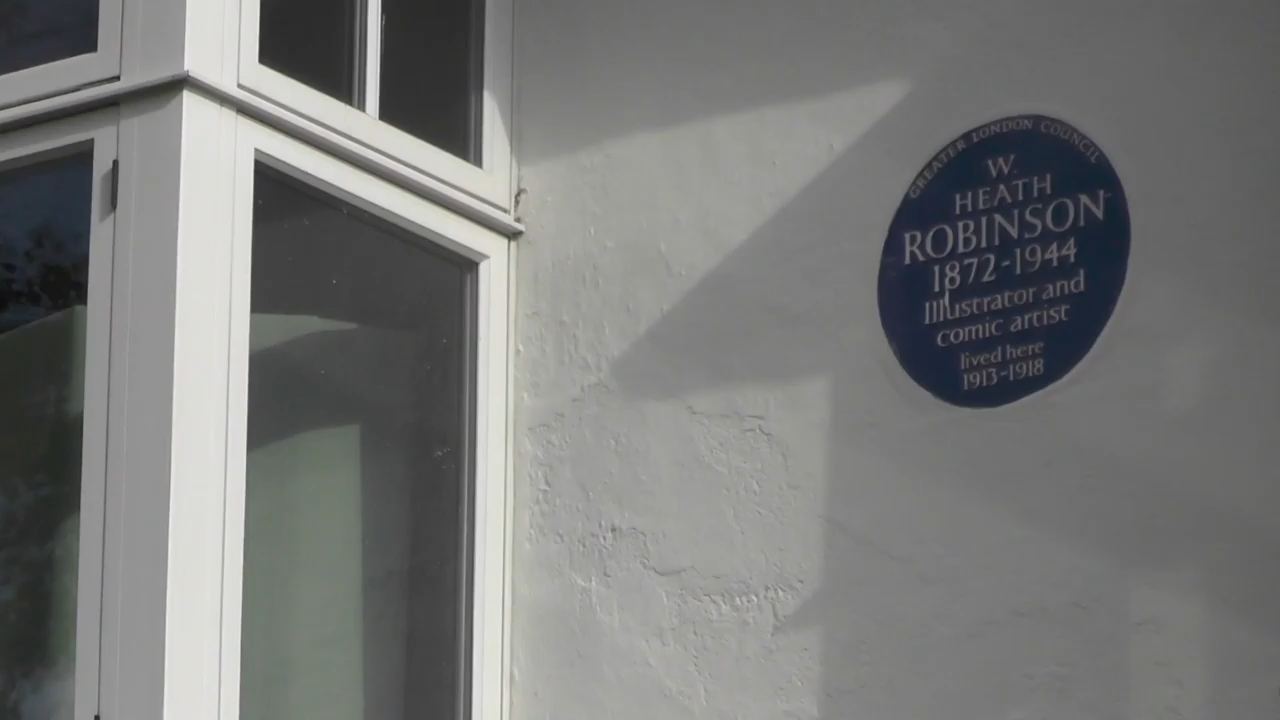 GREATER LONDON COUNCIL
W.
HEATH
ROBINSON
1872-1944
Illustrator and
comic artist
lived here
1913-1918